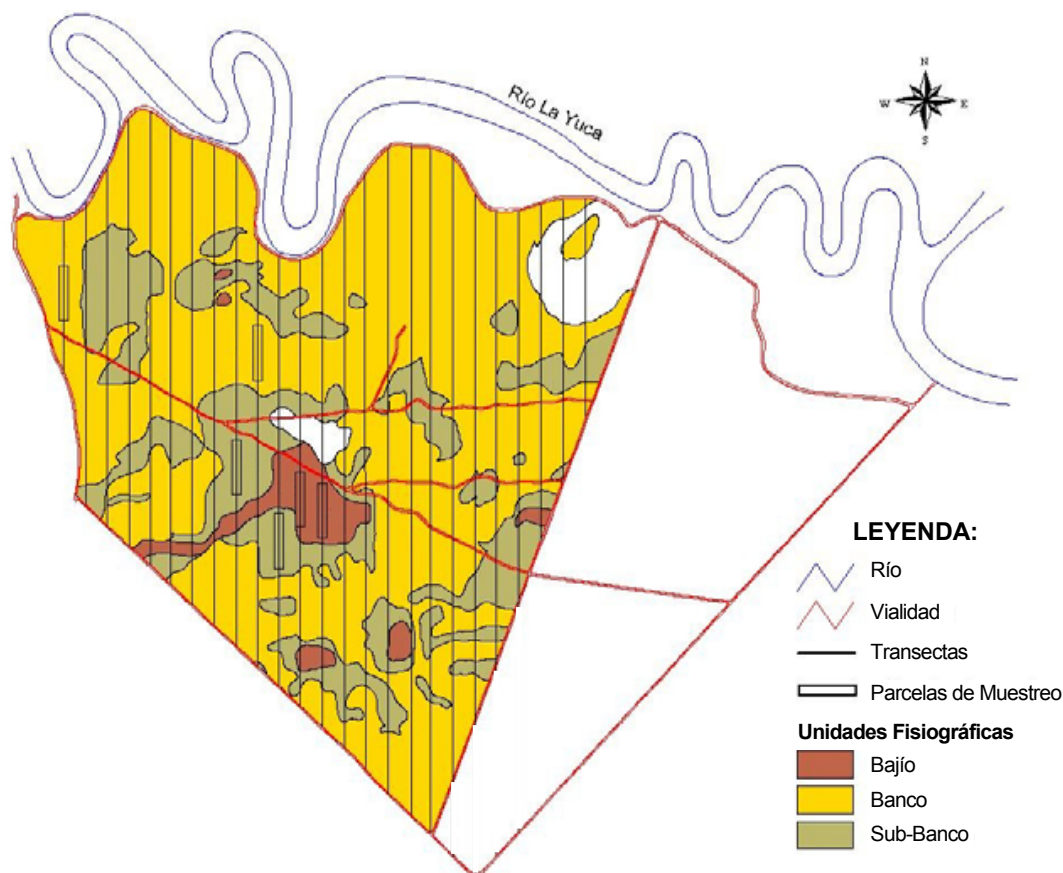 Río La Yuca
N
W E
S
LEYENDA:
Río
Vialidad
Transectas
Parcelas de Muestreo
Unidades Fisiográficas
Bajío
Banco
Sub-Banco